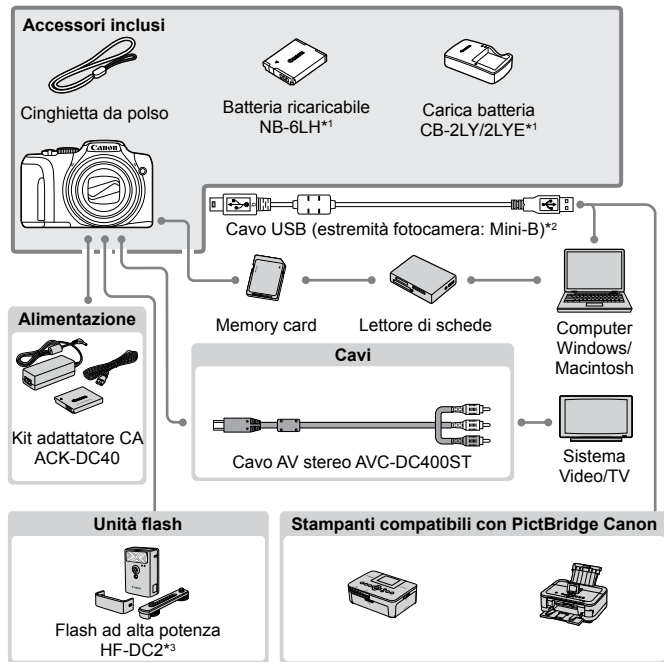 Accessori inclusi
Cinghietta da polso
Batteria ricaricabile
NB-6LH*1
Carica batteria
CB-2LY/2LYE*1
Canon
Cavo USB (estremità fotocamera: Mini-B)*2
Memory card
Lettore di schede
Computer
Windows/
Macintosh
Alimentazione
Kit adattatore CA
ACK-DC40
Cavi
Cavo AV stereo AVC-DC400ST
Sistema
Video/TV
Unità flash
Flash ad alta potenza
HF-DC2*3
Stampanti compatibili con PictBridge Canon